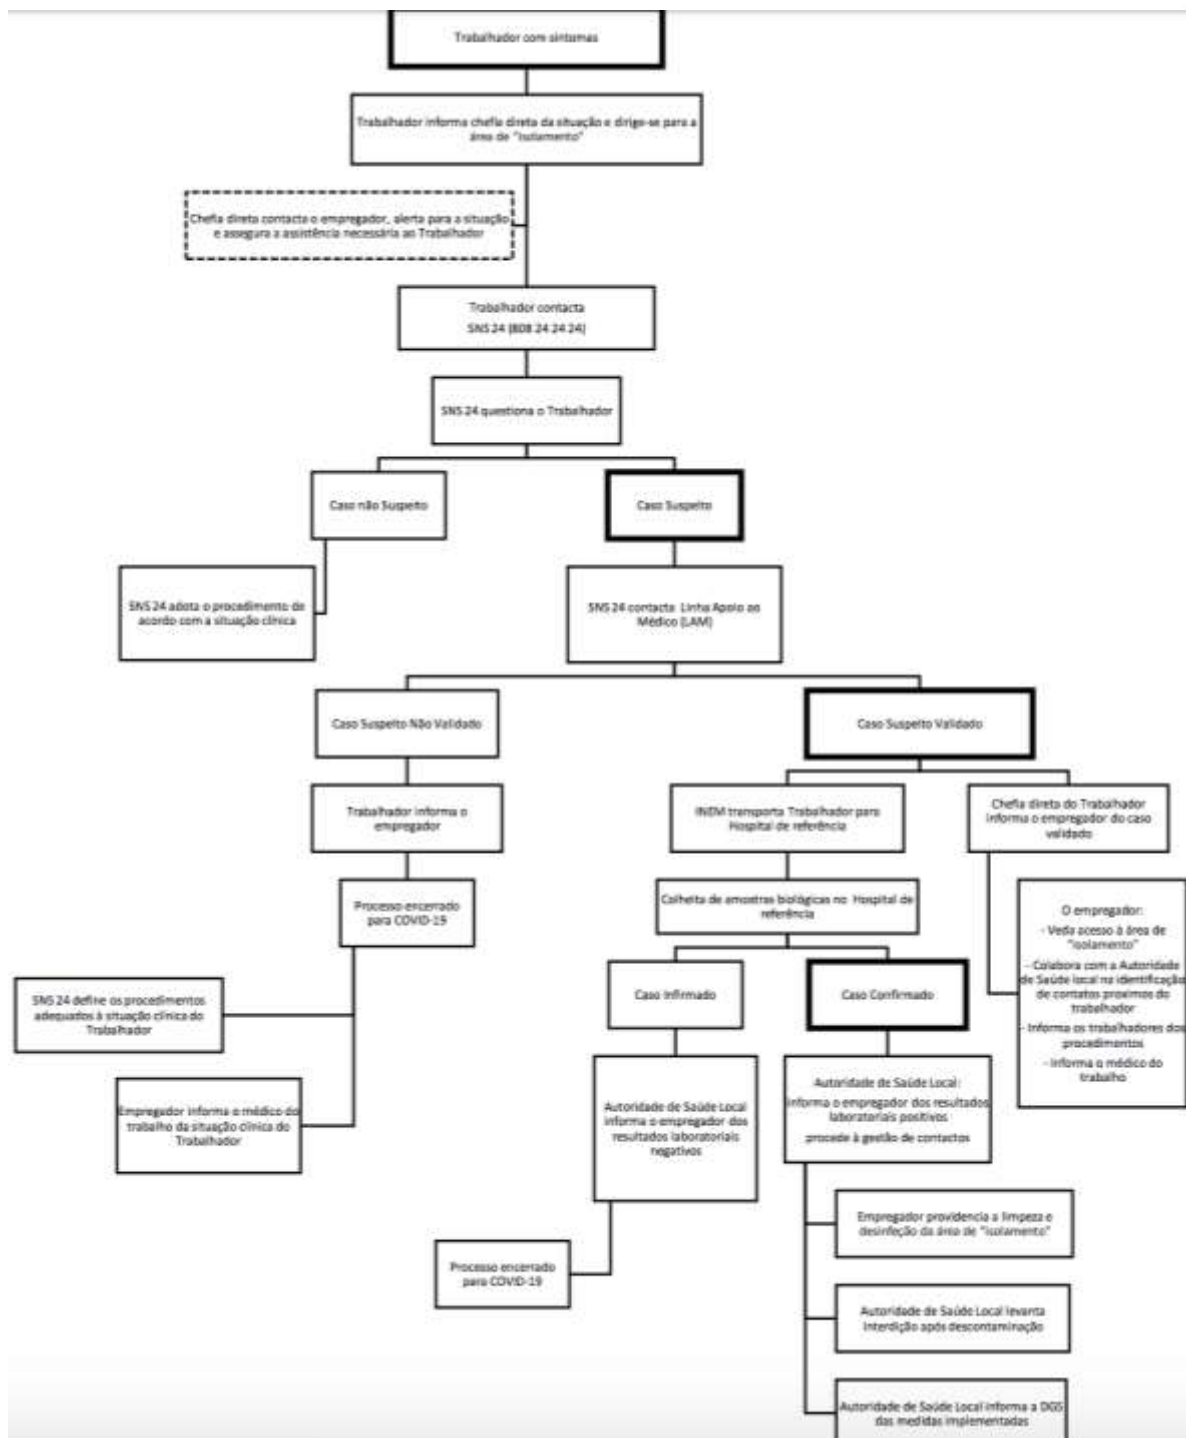 Trabalhador com sintomas
Trabalhador informa chefia direta da situação e dirige-se para a
área de "isolamento"
Chefia direta contacta o empregador, alerta para a situação
e assegura a assistência necessária ao Trabalhador
Trabalhador contacta
SNS 24 (808 24 24 24)
SNS 24 questiona o Trabalhador
Caso não Suspeito
Caso Suspeito
SNS 24 adota o procedimento de
acordo com a situação clínica
SNS 24 contacta Linha Apoio ao
Médico (LAM)
Caso Suspeito Não Validado
Caso Suspeito Validado
Trabalhador informa o
empregador
INEM transporta Trabalhador para
Hospital de referência
Chefia direta do Trabalhador
informa o empregador do caso
validado
Processo encerrado
para COVID-19
Colheita de amostras biológicas no Hospital de
referência
O empregador:
- Veda acesso à área de
"isolamento"
- Colabora com a Autoridade
de Saúde local na identificação
de contatos proximos do
trabalhador
- Informa os trabalhadores dos
procedimentos
- Informa o médico do
trabalho
SNS 24 define os procedimentos
adequados à situação clínica do
Trabalhador
Caso Infirmado
Caso Confirmado
Empregador informa o médico do
trabalho da situação clínica do
Trabalhador
Autoridade de Saúde Local
informa o empregador dos
resultados laboratoriais
negativos
Autoridade de Saúde Local:
informa o empregador dos resultados
laboratoriais positivos
procede à gestão de contactos
Processo encerrado
para COVID-19
Empregador providencia a limpeza e
desinfeção da área de "isolamento"
Autoridade de Saúde Local levanta
interdição após descontaminação
Autoridade de Saúde Local informa a DGS
das medidas implementadas